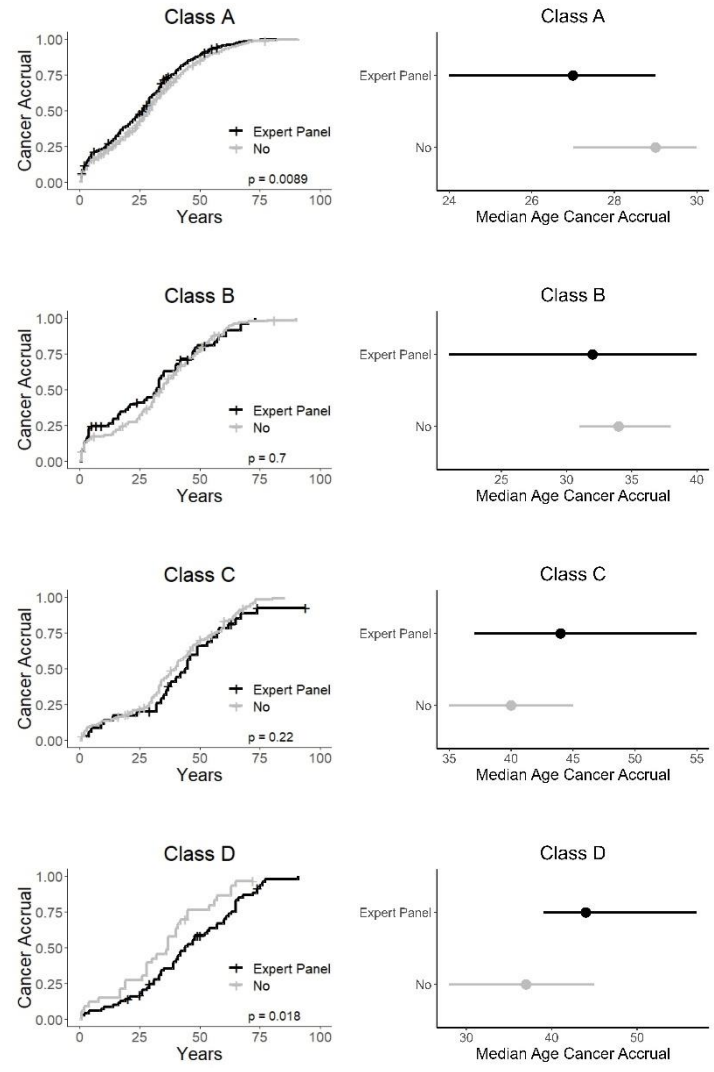 Class A
1.00
0.75
0.50
0.25
0.00
Cancer Accrual
Expert Panel
No
p = 0.0089
0 25 50 75 100
Years
Class A
Expert Panel
No
24 26 28 30
Median Age Cancer Accrual
Class B
1.00
0.75
0.50
0.25
0.00
Cancer Accrual
Expert Panel
No
p = 0.7
0 25 50 75 100
Years
Class B
Expert Panel
No
25 30 35 40
Median Age Cancer Accrual
Class C
1.00
0.75
0.50
0.25
0.00
Cancer Accrual
Expert Panel
No
p = 0.22
0 25 50 75 100
Years
Class C
Expert Panel
No
35 40 45 50 55
Median Age Cancer Accrual
Class D
1.00
0.75
0.50
0.25
0.00
Cancer Accrual
Expert Panel
No
p = 0.018
0 25 50 75 100
Years
Class D
Expert Panel
No
30 40 50
Median Age Cancer Accrual